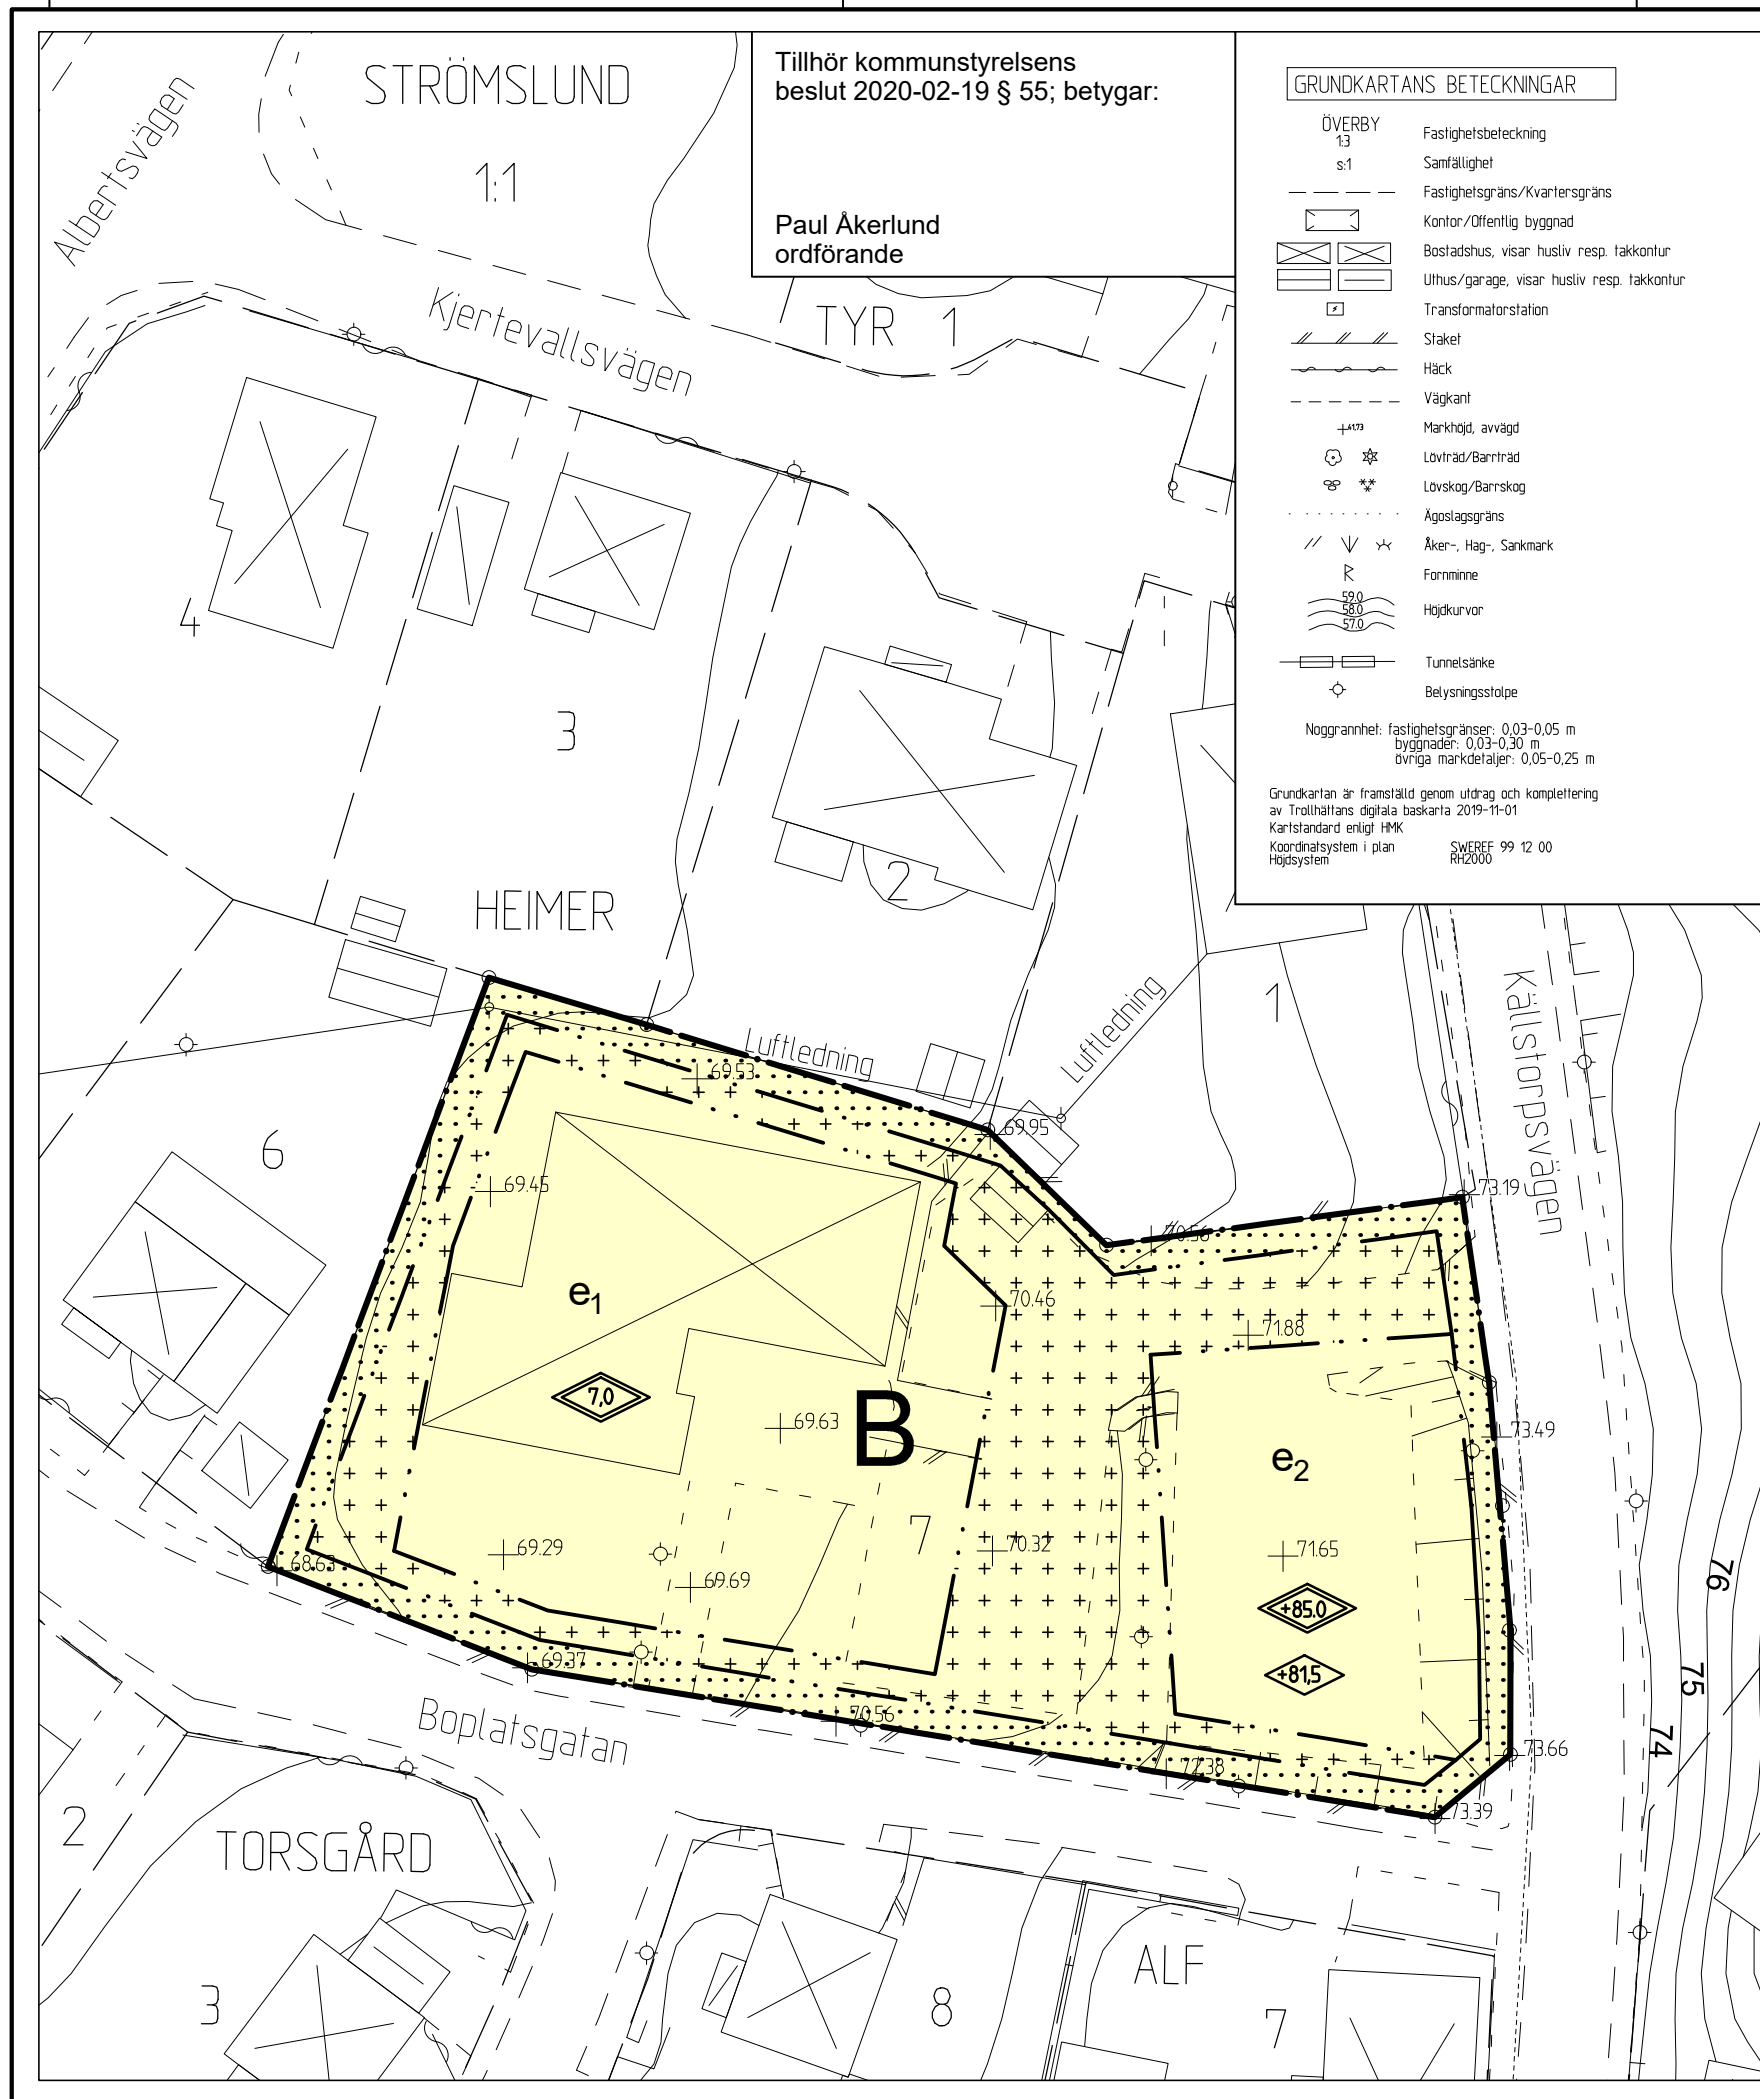 Tillhör kommunstyrelsens
beslut 2020-02-19 § 55; betygar:
Paul Åkerlund
ordförande
GRUNDKARTANS BETECKNINGAR
ÖVERBY
1:3
Fastighetsbeteckning
s:1
Samfällighet
Fastighetsgräns/Kvartersgräns
Kontor/Offentlig byggnad
Bostadshus, visar husliv resp. takkontur
Uthus/garage, visar husliv resp. takkontur
Transformatorstation
Staket
Häck
Vägkant
41.73
Markhöjd, avvägd
Lövträd/Barrträd
Lövskog/Barrskog
Ägoslagsgräns
Åker-, Hag-, Sankmark
R
Fornminne
59.0
58.0
57.0
Höjdkurvor
Tunnelsänke
Belysningsstolpe
Noggrannhet: fastighetsgränser: 0,03-0,05 m
byggnader: 0,03-0,30 m
övriga markdetaljer: 0,05-0,25 m
Grundkartan är framställd genom utdrag och komplettering
av Trollhättans digitala baskarta 2019-11-01
Kartstandard enligt HMK
Koordinatsystem i plan SWEREF 99 12 00
Höjdsystem RH2000
STRÖMSLUND
1:1
Albertsvägen
Kjertevallsvägen
TYR 1
4
3
2
HEIMER
1
Luftledning
Luftledning
Källstorpsvägen
6
69.53
69.95
69.45
73.19
70.56
e1
70.46
71.88
7,0
69.63
B
73.49
e2
7
69.29
70.32
71.65
68.63
69.69
+85.0
76
69.37
+81,5
75
Boplatsgatan
70.56
74
72.38
73.66
73.39
2
TORSGÅRD
ALF
3
8
7